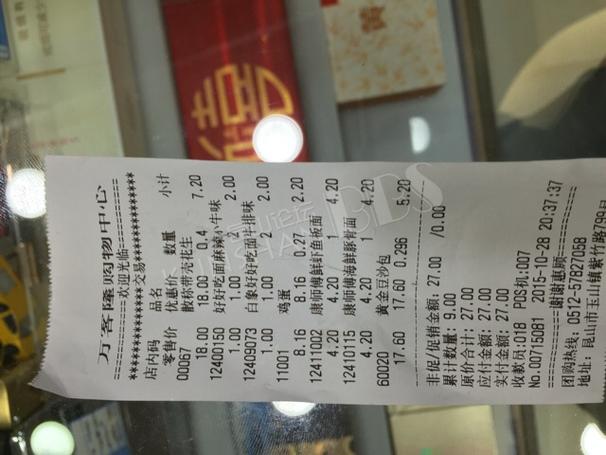 万客隆购物中心
-----欢迎光临-----
****************交易****************
店内码 品名
零售价 优惠价 数量 小计
00067 散称带壳花生
18.00 18.00 0.4 7.20
12400150 好好吃面麻辣小牛味
1.00 1.00 2 2.00
12409073 白象好好吃面牛排味
1.00 1.00 2 2.00
11001 鸡蛋
8.16 8.16 0.27 2.20
12411002 康师傅鲜虾鱼板面
4.20 4.20 1 4.20
12410115 康师傅海鲜豚骨面
4.20 4.20 1 4.20
60020 黄金豆沙包
17.60 17.60 0.296 5.20
非促/促销金额: 27.00 /0.00
累计数量: 9.00
原价合计: 27.00
应付金额: 27.00
实付金额: 27.00
收款员:018 POS机:007
No.00715081 2015-10-28 20:37:37
-----谢谢惠顾-----
团购热线: 0512-57827058
地址: 昆山市玉山镇紫竹路799号
KUNSHAN BBS
囍